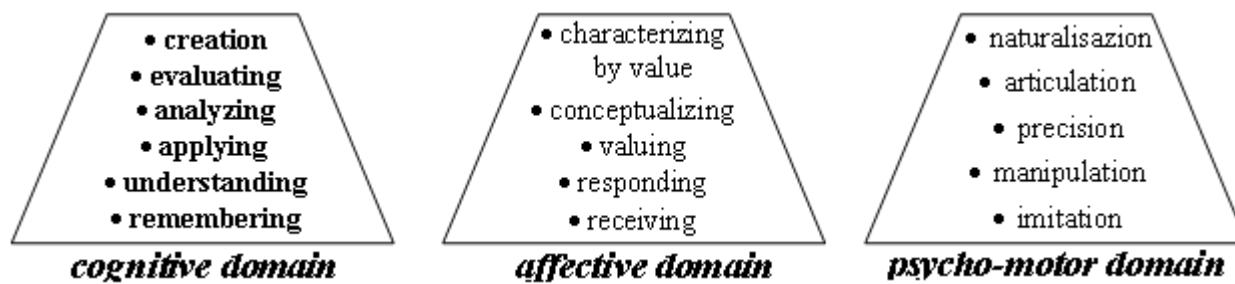 • creation
• evaluating
• analyzing
• applying
• understanding
• remembering
cognitive domain
• characterizing
by value
• conceptualizing
• valuing
• responding
• receiving
affective domain
• naturalisazion
• articulation
• precision
• manipulation
• imitation
psycho-motor domain